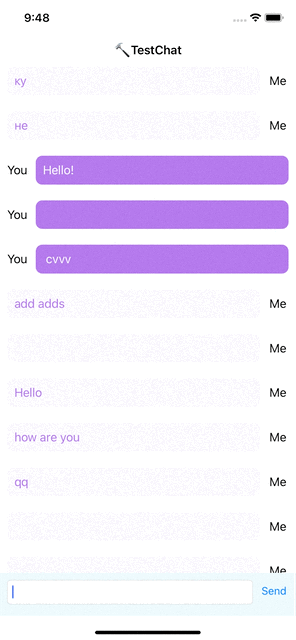 9:48
🔨TestChat
ку Me
не Me
You Hello!
You
You cvvv
add adds Me
Me
Hello Me
how are you Me
qq Me
Me
Me
Send